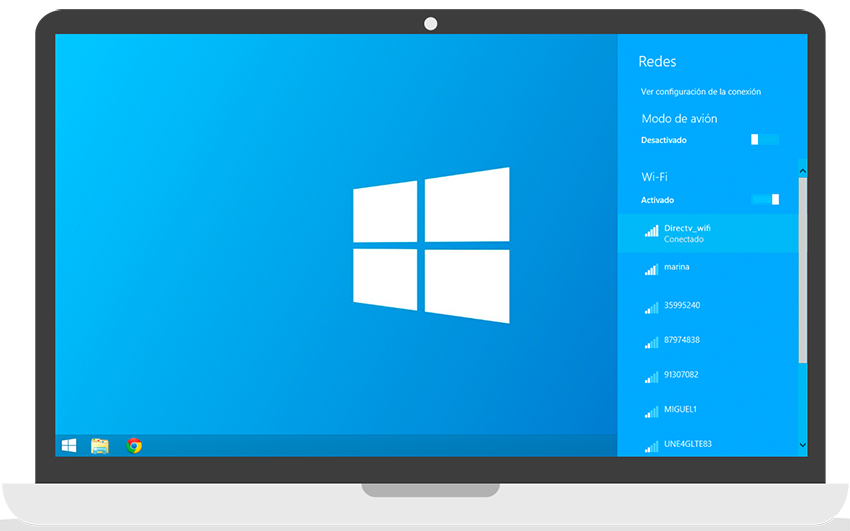 Redes
Ver configuración de la conexión
Modo de avión
Desactivado
Wi-Fi
Activado
Directv_wifi
Conectado
marina
35995240
87974838
91307082
MIGUEL1
UNE4GLTE83